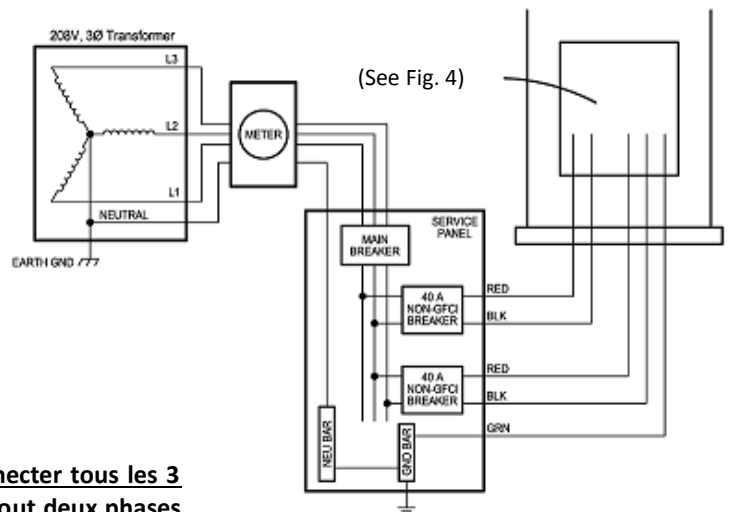 208V, 3Ø Transformer
L3
L2
L1
NEUTRAL
EARTH GND
METER
(See Fig. 4)
SERVICE
PANEL
MAIN
BREAKER
40 A
NON-GFCI
BREAKER
RED
BLK
40 A
NON-GFCI
BREAKER
RED
BLK
GRN
NEU BAR
GND BAR
necter tous les 3
out deux phases